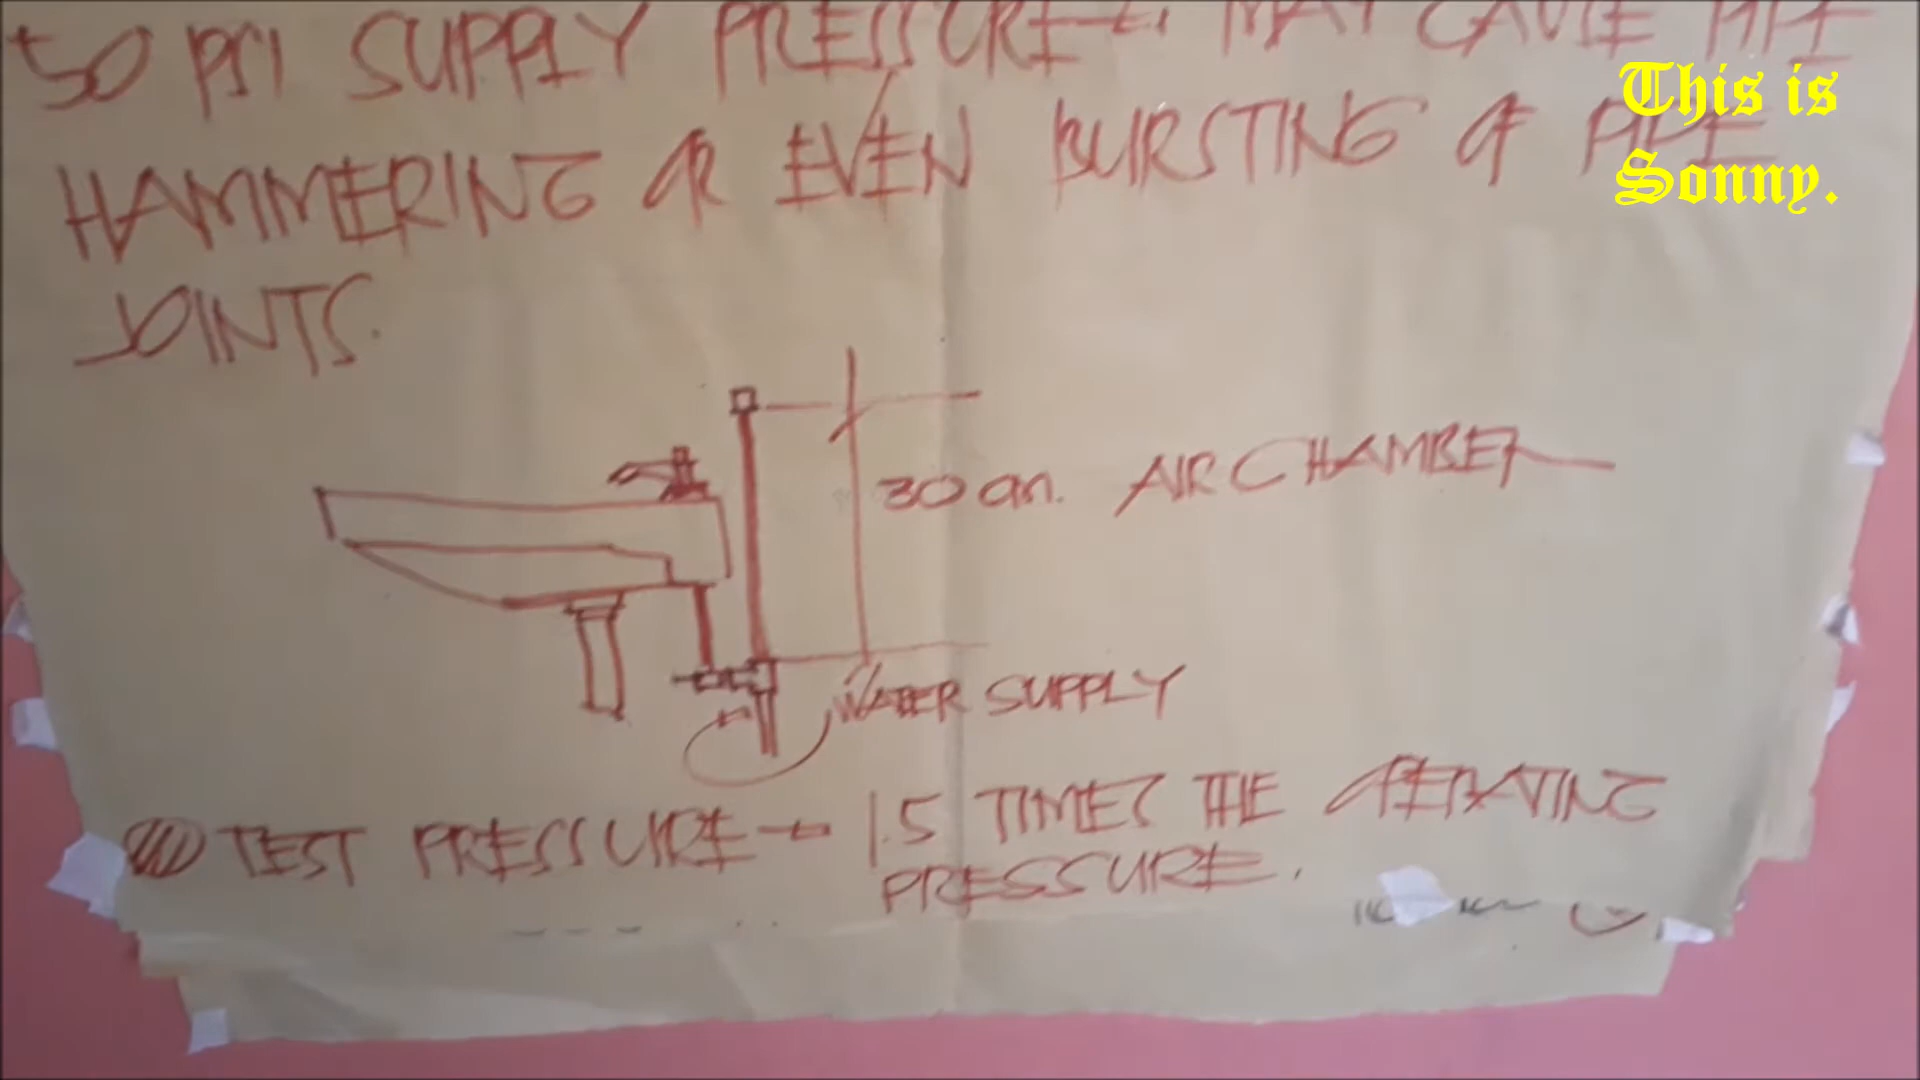 50 PSI SUPPLY PRESSURE → MAY CAUSE PIPE
HAMMERING OR EVEN BURSTING OF PIPE
JOINTS.
This is
Sonny.
30 cm. AIR CHAMBER
WATER SUPPLY
TEST PRESSURE → 1.5 TIMES THE OPERATING
PRESSURE.